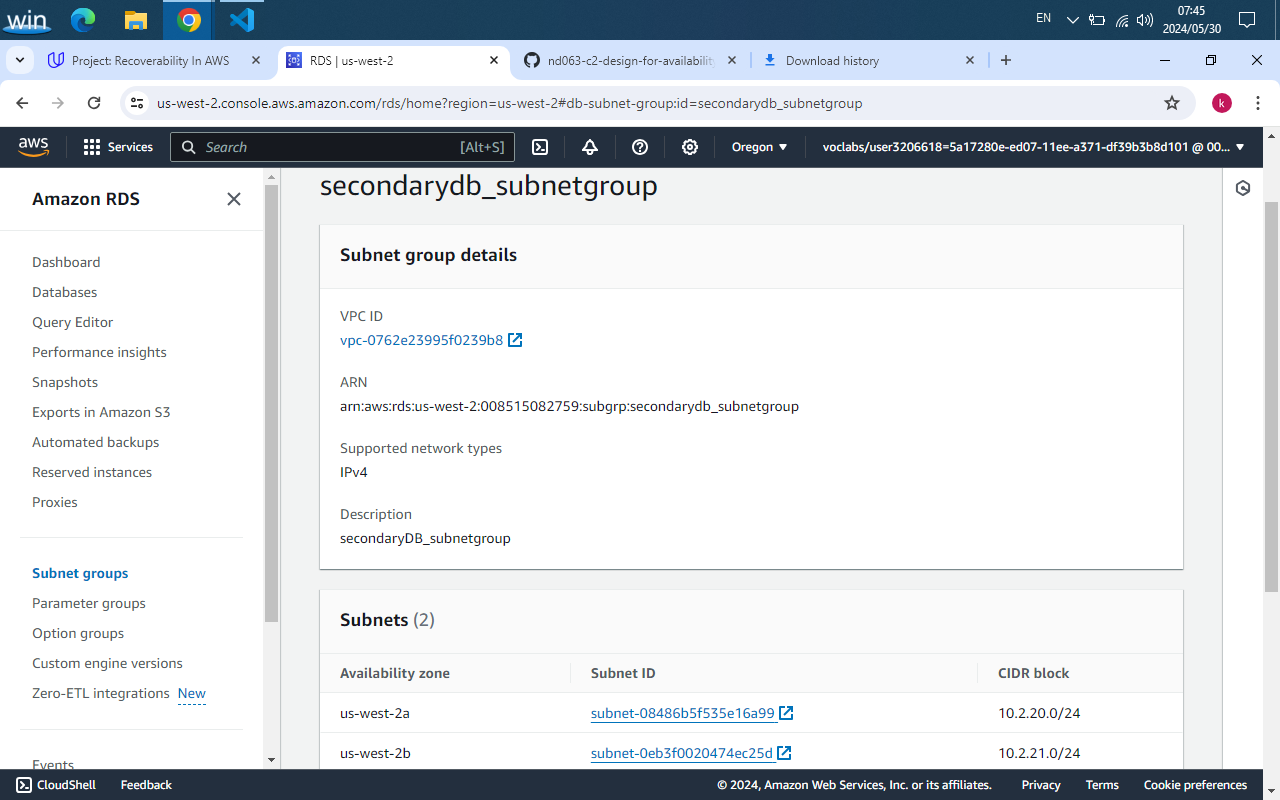 win
EN
07:45
2024/05/30
Project: Recoverability In AWS
RDS | us-west-2
nd063-c2-design-for-availability
Download history
us-west-2.console.aws.amazon.com/rds/home?region=us-west-2#db-subnet-group:id=secondarydb_subnetgroup
k
aws
Services
Search
[Alt+S]
Oregon
voclabs/user3206618=5a17280e-ed07-11ee-a371-df39b3b8d101 @ 00...
Amazon RDS
Dashboard
Databases
Query Editor
Performance insights
Snapshots
Exports in Amazon S3
Automated backups
Reserved instances
Proxies
Subnet groups
Parameter groups
Option groups
Custom engine versions
Zero-ETL integrations New
Events
secondarydb_subnetgroup
Subnet group details
VPC ID
vpc-0762e23995f0239b8
ARN
arn:aws:rds:us-west-2:008515082759:subgrp:secondarydb_subnetgroup
Supported network types
IPv4
Description
secondaryDB_subnetgroup
Subnets (2)
Availability zone Subnet ID CIDR block
us-west-2a subnet-08486b5f535e16a99 10.2.20.0/24
us-west-2b subnet-0eb3f0020474ec25d 10.2.21.0/24
CloudShell
Feedback
© 2024, Amazon Web Services, Inc. or its affiliates.
Privacy
Terms
Cookie preferences